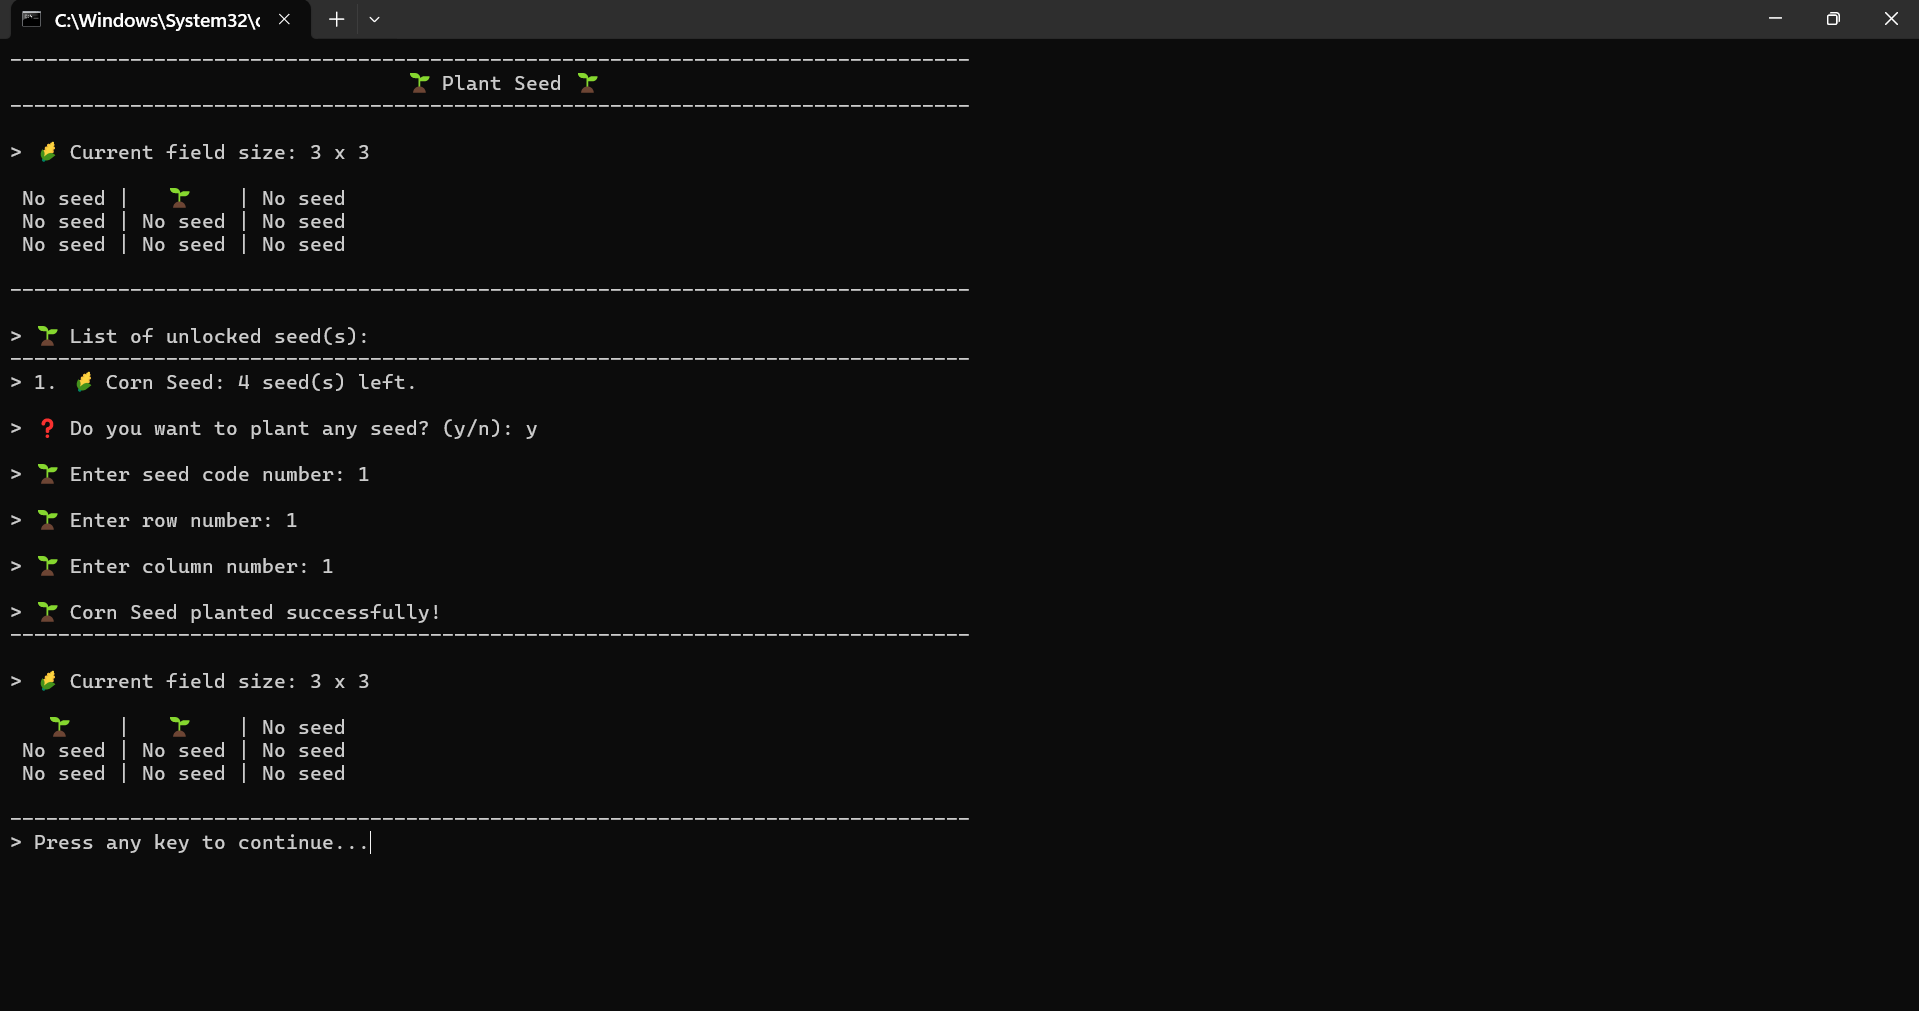 C:\Windows\System32\c
--------------------------------------------------------------------------------
🌱 Plant Seed 🌱
--------------------------------------------------------------------------------
> 🌽 Current field size: 3 x 3
No seed | 🌱 | No seed
No seed | No seed | No seed
No seed | No seed | No seed
--------------------------------------------------------------------------------
> 🌱 List of unlocked seed(s):
--------------------------------------------------------------------------------
> 1. 🌽 Corn Seed: 4 seed(s) left.
> ❓ Do you want to plant any seed? (y/n): y
> 🌱 Enter seed code number: 1
> 🌱 Enter row number: 1
> 🌱 Enter column number: 1
> 🌱 Corn Seed planted successfully!
--------------------------------------------------------------------------------
> 🌽 Current field size: 3 x 3
🌱 | 🌱 | No seed
No seed | No seed | No seed
No seed | No seed | No seed
--------------------------------------------------------------------------------
> Press any key to continue...